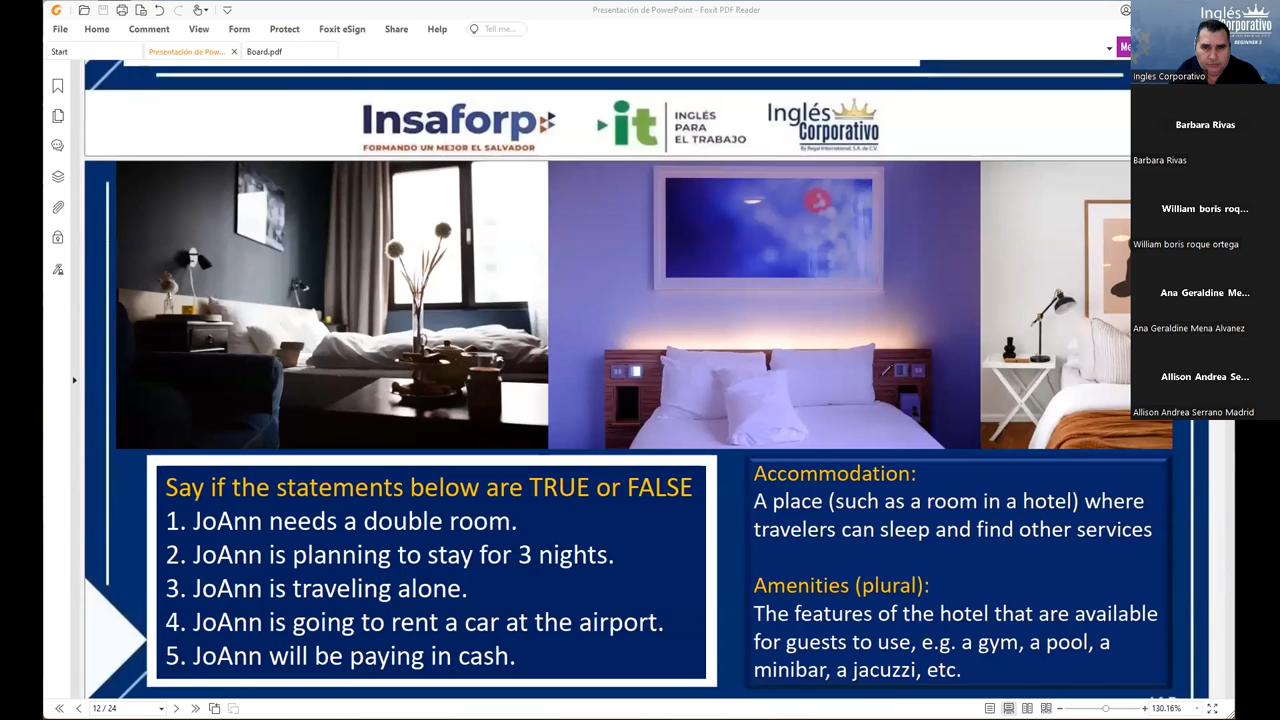 Presentación de PowerPoint - Foxit PDF Reader
File Home Comment View Form Protect Foxit eSign Share Help Tell me...
Start Presentación de Pow... Board.pdf
Insaforp
FORMANDO UN MEJOR EL SALVADOR
it
INGLÉS
PARA
EL TRABAJO
Inglés
Corporativo
By Regal International, S.A. de C.V.
Say if the statements below are TRUE or FALSE
1. JoAnn needs a double room.
2. JoAnn is planning to stay for 3 nights.
3. JoAnn is traveling alone.
4. JoAnn is going to rent a car at the airport.
5. JoAnn will be paying in cash.
Accommodation:
A place (such as a room in a hotel) where
travelers can sleep and find other services
Amenities (plural):
The features of the hotel that are available
for guests to use, e.g. a gym, a pool, a
minibar, a jacuzzi, etc.
12 / 24
130.16%
Inglés
Corporativo
BEGINNER 2
Ingles Corporativo
Barbara Rivas
Barbara Rivas
William boris roq...
William boris roque ortega
Ana Geraldine Me...
Ana Geraldine Mena Alvanez
Allison Andrea Se...
Allison Andrea Serrano Madrid